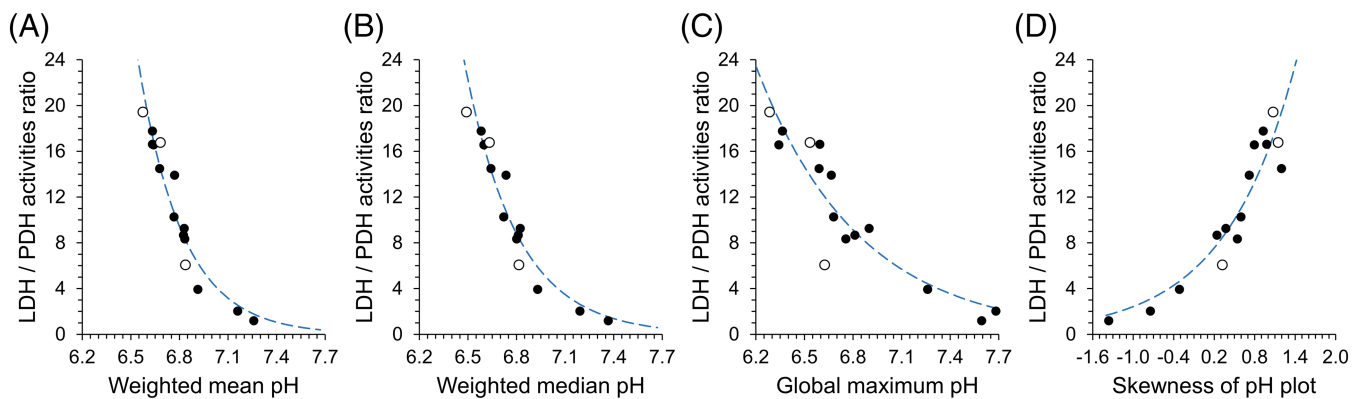 (A) (B) (C) (D)
LDH / PDH activities ratio
24
20
16
12
8
4
0
6.2 6.5 6.8 7.1 7.4 7.7
Weighted mean pH
LDH / PDH activities ratio
24
20
16
12
8
4
0
6.2 6.5 6.8 7.1 7.4 7.7
Weighted median pH
LDH / PDH activities ratio
24
20
16
12
8
4
0
6.2 6.5 6.8 7.1 7.4 7.7
Global maximum pH
LDH / PDH activities ratio
24
20
16
12
8
4
0
-1.6 -1.0 -0.4 0.2 0.8 1.4 2.0
Skewness of pH plot